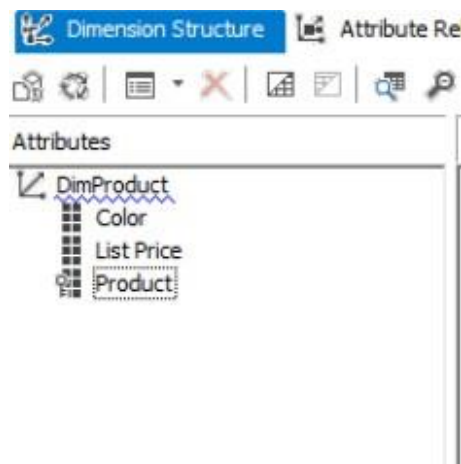 Dimension Structure Attribute Re
Attributes
DimProduct
Color
List Price
Product